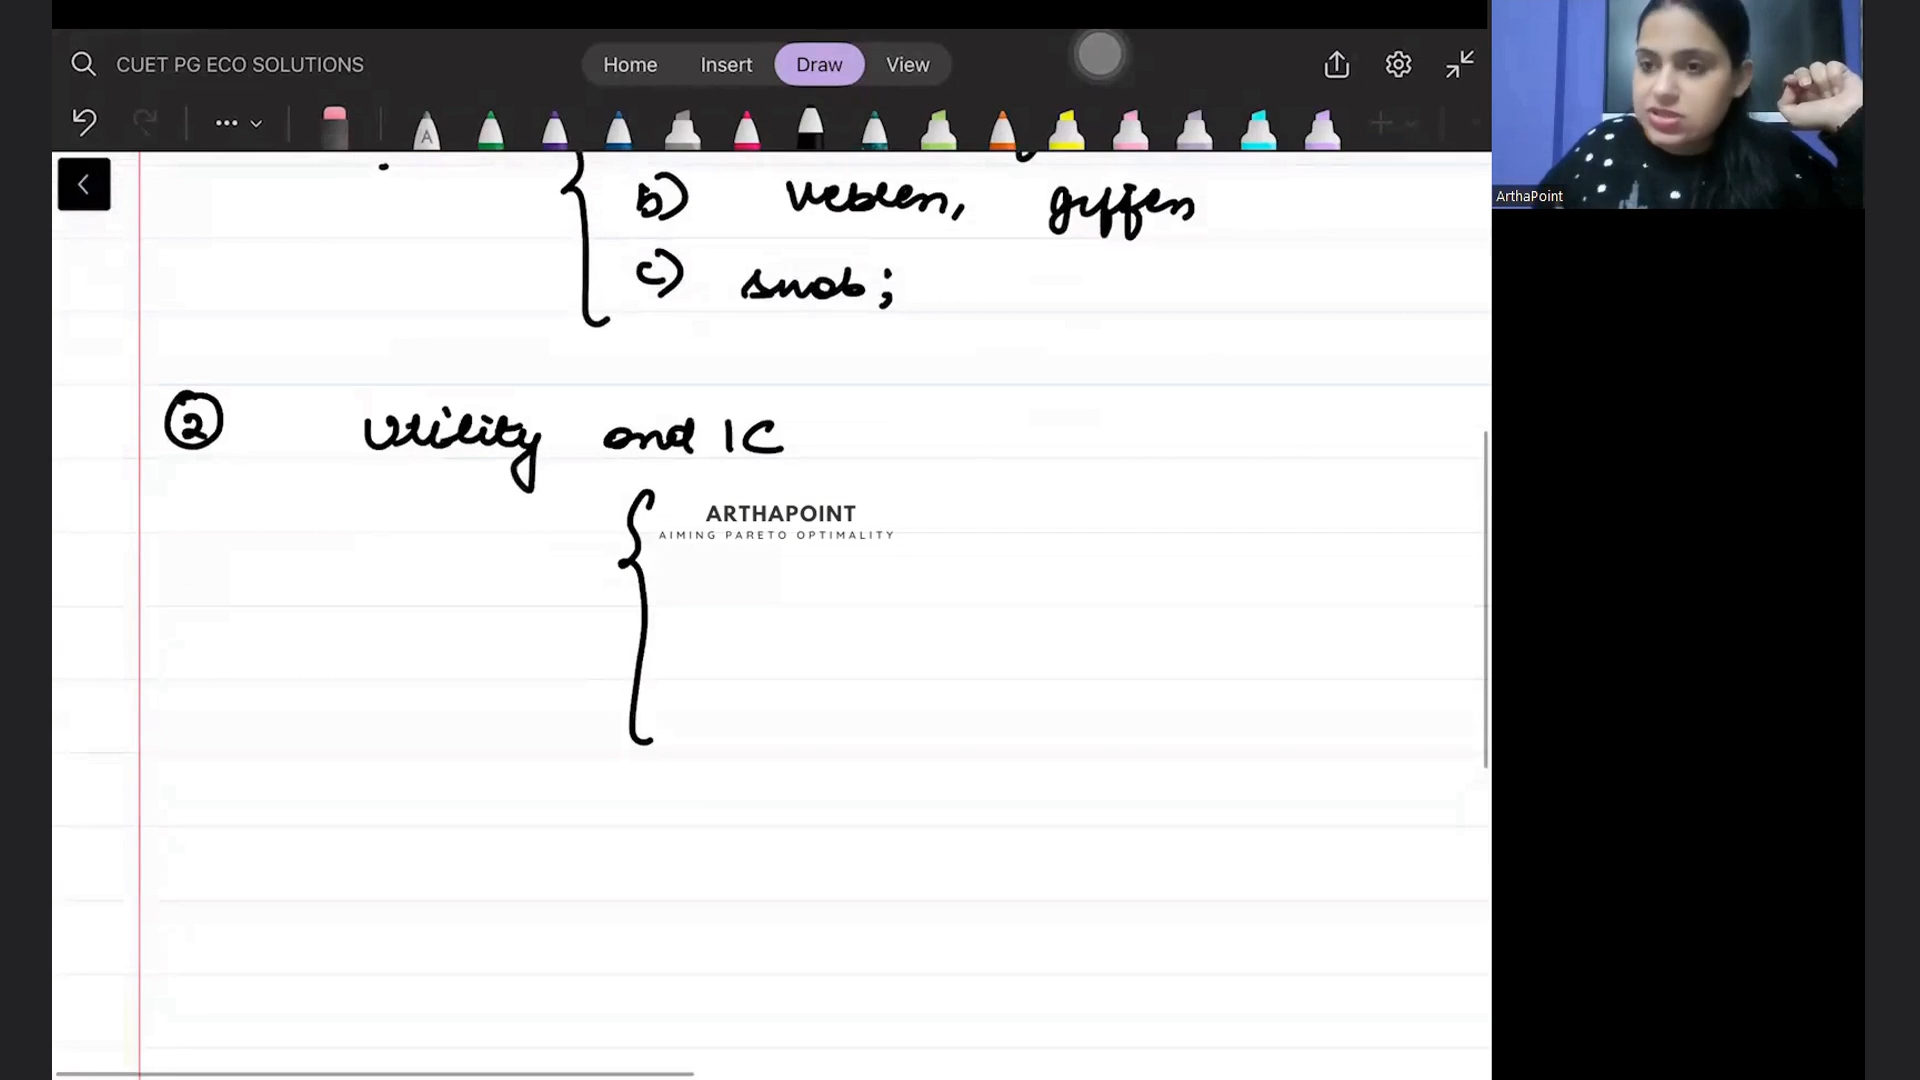 CUET PG ECO SOLUTIONS
Home Insert Draw View
A
ArthaPoint
b) Veblen, giffen
c) snob;
2 Utility and IC
ARTHAPOINT
AIMING PARETO OPTIMALITY